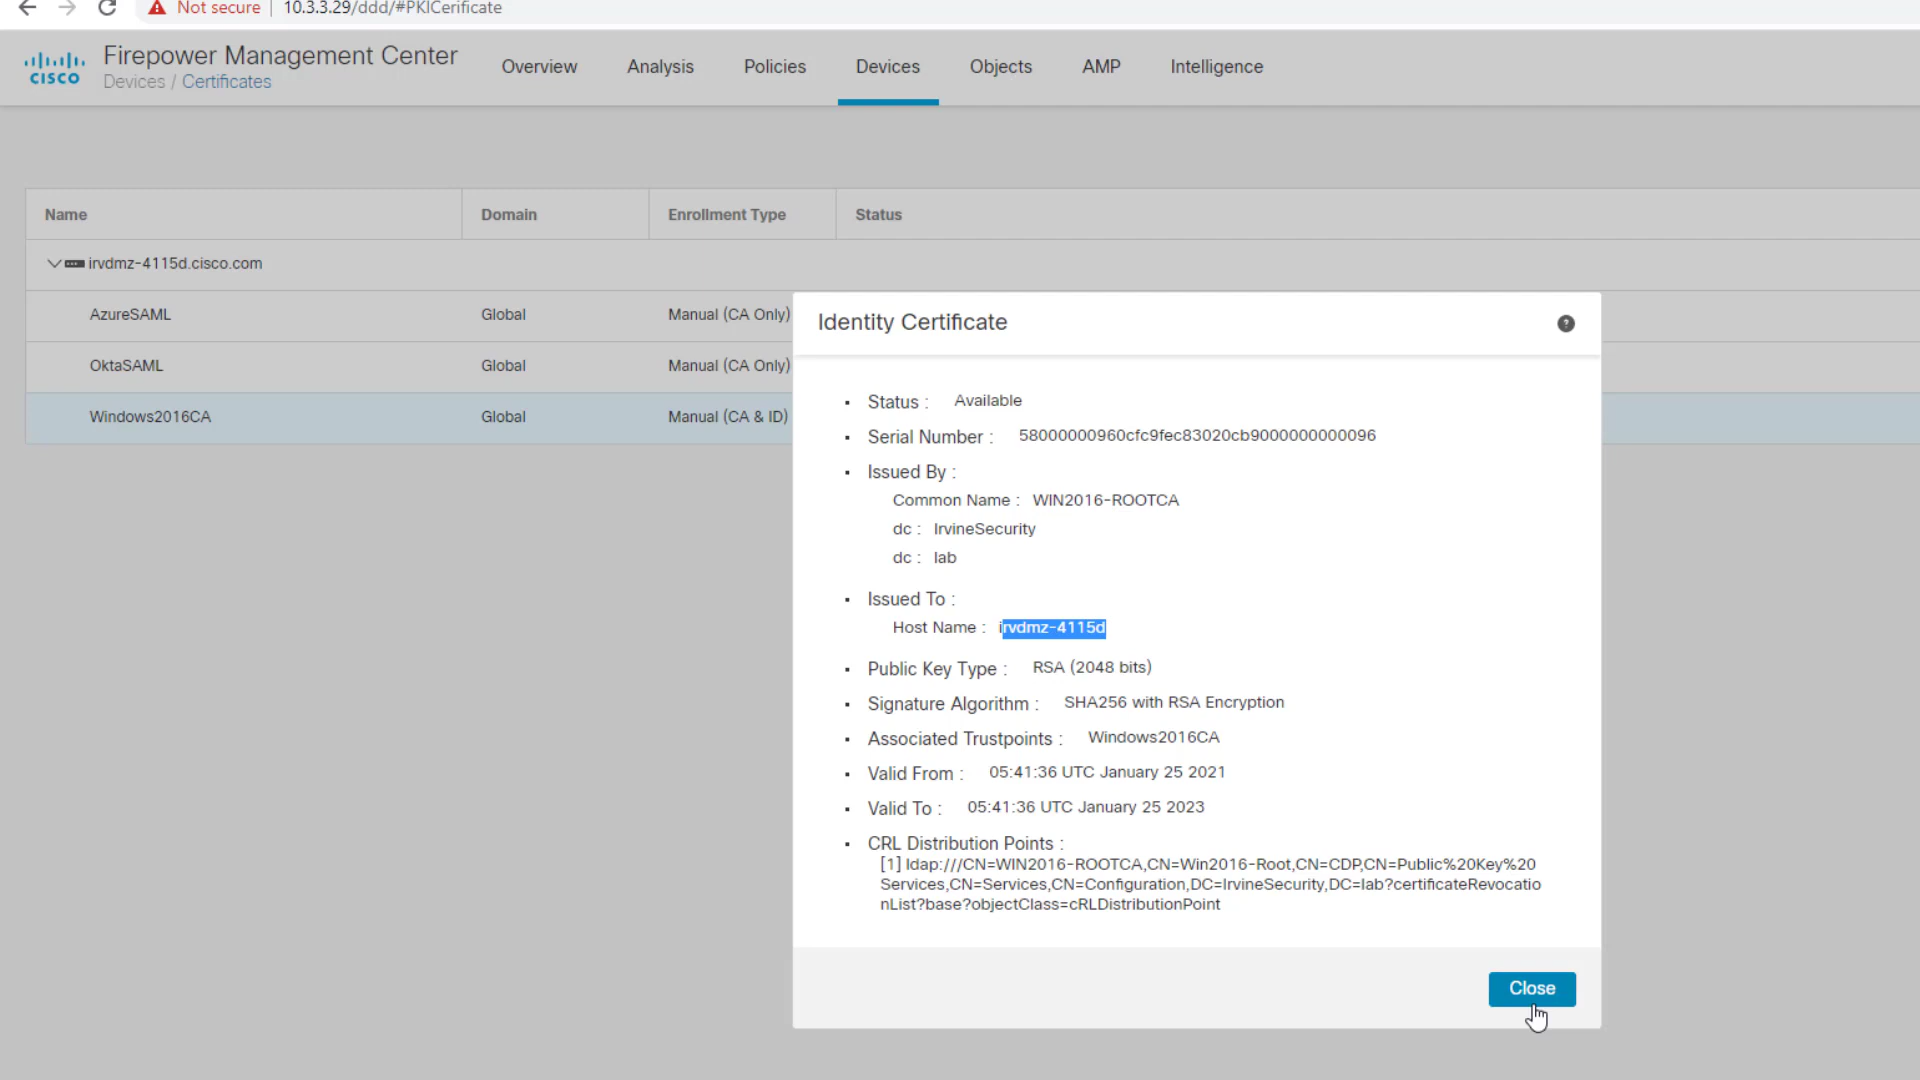 Not secure | 10.3.3.29/ddd/#PKICerificate
CISCO
Firepower Management Center
Devices / Certificates
Overview Analysis Policies Devices Objects AMP Intelligence
Name Domain Enrollment Type Status
irvdmz-4115d.cisco.com
AzureSAML Global Manual (CA Only)
OktaSAML Global Manual (CA Only)
Windows2016CA Global Manual (CA & ID)
Identity Certificate ?
Status : Available
Serial Number : 58000000960cfc9fec83020cb9000000000096
Issued By :
Common Name : WIN2016-ROOTCA
dc : IrvineSecurity
dc : lab
Issued To :
Host Name : irvdmz-4115d
Public Key Type : RSA (2048 bits)
Signature Algorithm : SHA256 with RSA Encryption
Associated Trustpoints : Windows2016CA
Valid From : 05:41:36 UTC January 25 2021
Valid To : 05:41:36 UTC January 25 2023
CRL Distribution Points :
[1] ldap:///CN=WIN2016-ROOTCA,CN=Win2016-Root,CN=CDP,CN=Public%20Key%20
Services,CN=Services,CN=Configuration,DC=IrvineSecurity,DC=lab?certificateRevocatio
nList?base?objectClass=cRLDistributionPoint
Close